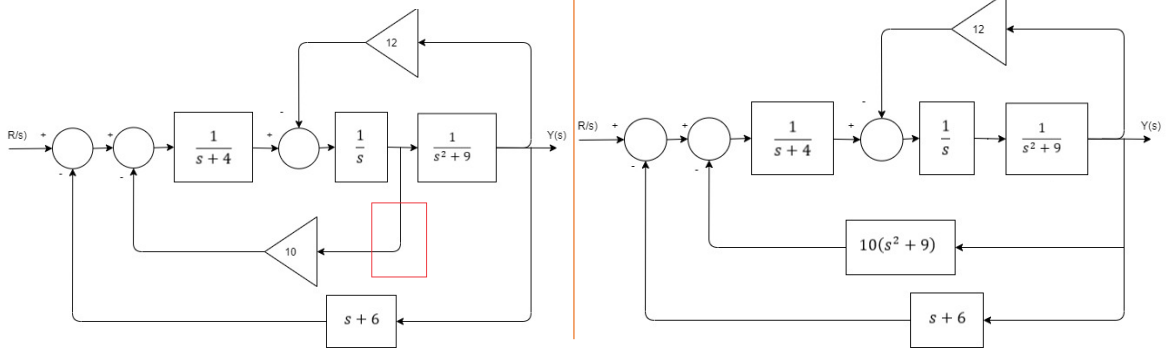 12
R/s)
+
-
+
-
1
s + 4
+
-
1
s
1
s² + 9
Y(s)
10
s + 6
12
R/s)
+
-
+
-
1
s + 4
+
-
1
s
1
s² + 9
Y(s)
10(s² + 9)
s + 6